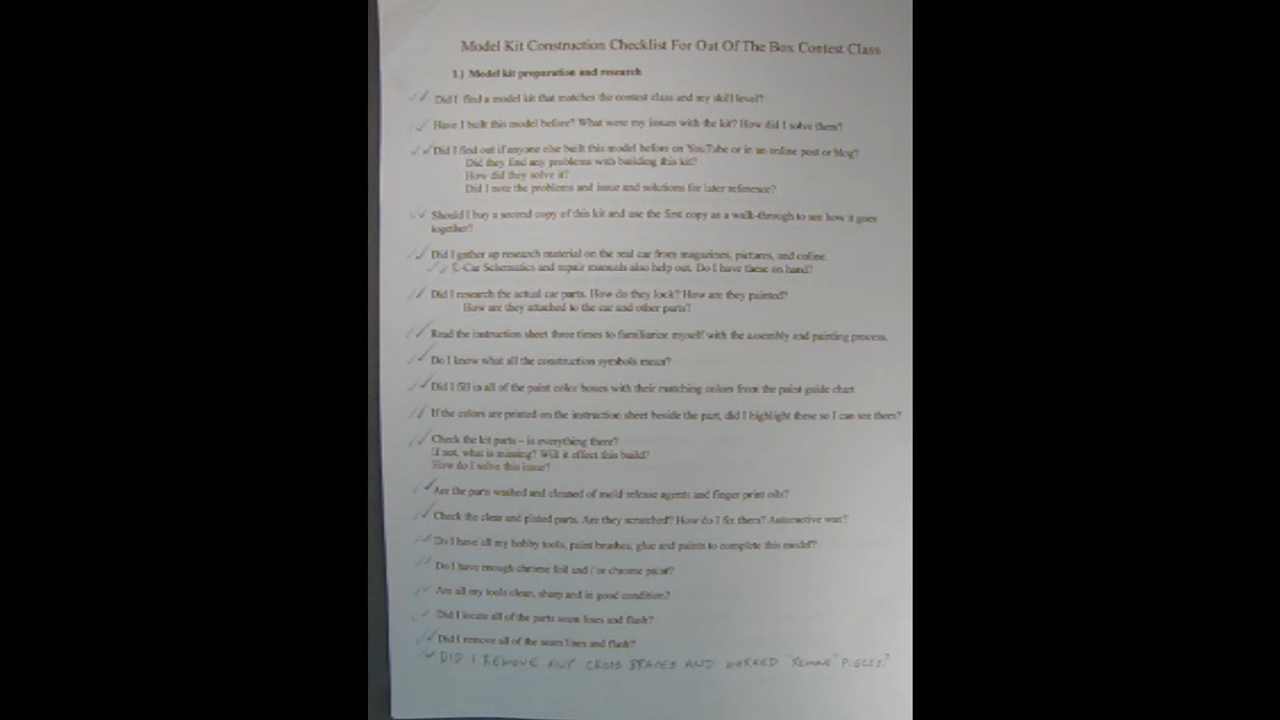 Model Kit Construction Checklist For Out Of The Box Contest Class
1.) Model kit preparation and research
Did I find a model kit that matches the contest class and my skill level?
Have I built this model before? What were my issues with the kit? How did I solve them?
Did I find out if anyone else built this model before on YouTube or in an online post or blog?
Did they find any problems with building this kit?
How did they solve it?
Did I note the problems and issue and solutions for later reference?
Should I buy a second copy of this kit and use the first copy as a walk-through to see how it goes
together?
Did I gather up research material on the real car from magazines, pictures, and online.
Car Schematics and repair manuals also help out. Do I have these on hand?
Did I research the actual car parts. How do they look? How are they painted?
How are they attached to the car and other parts?
Read the instruction sheet three times to familiarize myself with the assembly and painting process.
Do I know what all the construction symbols mean?
Did I fill in all of the paint color boxes with their matching colors from the paint guide chart
If the colors are printed on the instruction sheet beside the part, did I highlight these so I can see them?
Check the kit parts – is everything there?
If not, what is missing? Will it effect this build?
How do I solve this issue?
Are the parts washed and cleaned of mold release agents and finger print oils?
Check the clear and plated parts. Are they scratched? How do I fix them? Automotive wax?
Do I have all my hobby tools, paint brushes, glue and paints to complete this model?
Do I have enough chrome foil and / or chrome paint?
Are all my tools clean, sharp and in good condition?
Did I locate all of the parts seam lines and flash?
Did I remove all of the seam lines and flash?
DID I REMOVE ANY CROSS BRACES AND MARKED "REMOVE" PIECES?